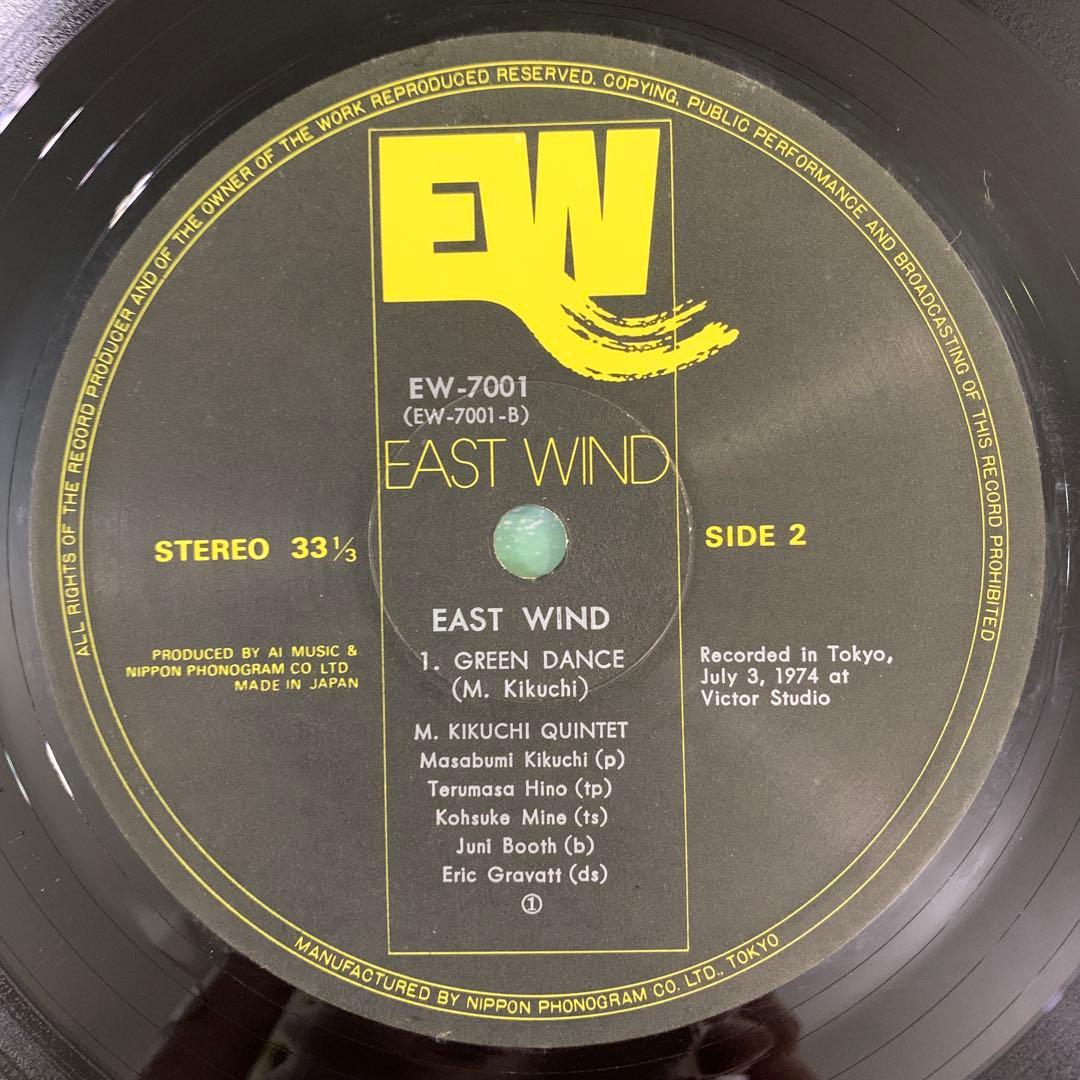 ALL RIGHTS OF THE RECORD PRODUCER AND OF THE OWNER OF THE WORK REPRODUCED RESERVED. COPYING, PUBLIC PERFORMANCE AND BROADCASTING OF THIS RECORD PROHIBITED
EW
EW-7001
(EW-7001-B)
EAST WIND
STEREO 33 1/3
SIDE 2
EAST WIND
PRODUCED BY AI MUSIC &
NIPPON PHONOGRAM CO. LTD.
MADE IN JAPAN
1. GREEN DANCE
(M. Kikuchi)
Recorded in Tokyo,
July 3, 1974 at
Victor Studio
M. KIKUCHI QUINTET
Masabumi Kikuchi (p)
Terumasa Hino (tp)
Kohsuke Mine (ts)
Juni Booth (b)
Eric Gravatt (ds)
①
MANUFACTURED BY NIPPON PHONOGRAM CO. LTD., TOKYO